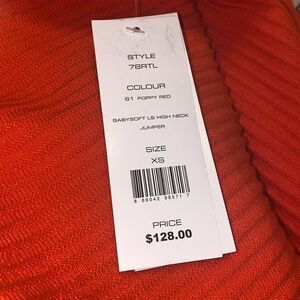 STYLE
78RTL
COLOUR
61 POPPY RED
BABYSOFT LS HIGH NECK
JUMPER
SIZE
XS
8 89042 98571 7
PRICE
$128.00